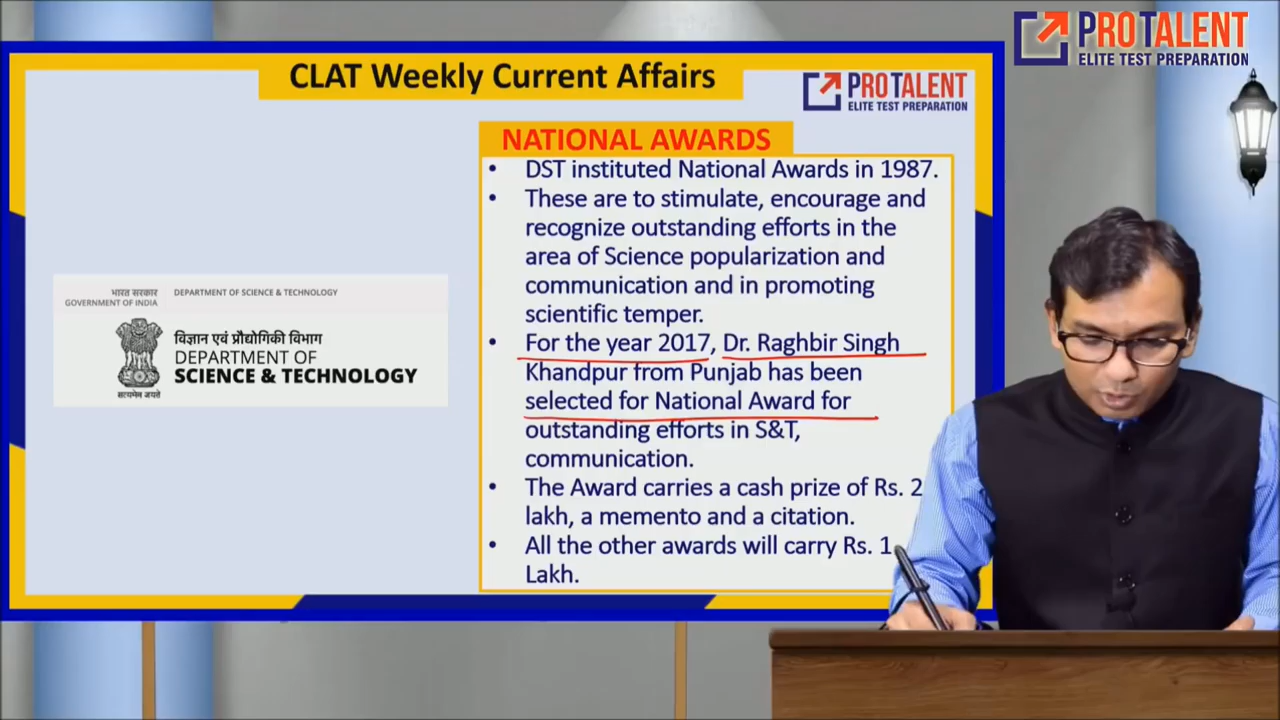 PRO TALENT
ELITE TEST PREPARATION
CLAT Weekly Current Affairs
PRO TALENT
ELITE TEST PREPARATION
NATIONAL AWARDS
• DST instituted National Awards in 1987.
• These are to stimulate, encourage and
recognize outstanding efforts in the
area of Science popularization and
communication and in promoting
scientific temper.
• For the year 2017, Dr. Raghbir Singh
Khandpur from Punjab has been
selected for National Award for
outstanding efforts in S&T,
communication.
• The Award carries a cash prize of Rs. 2
lakh, a memento and a citation.
• All the other awards will carry Rs. 1
Lakh.
भारत सरकार
GOVERNMENT OF INDIA
DEPARTMENT OF SCIENCE & TECHNOLOGY
विज्ञान एवं प्रौद्योगिकी विभाग
DEPARTMENT OF
SCIENCE & TECHNOLOGY
सत्यमेव जयते